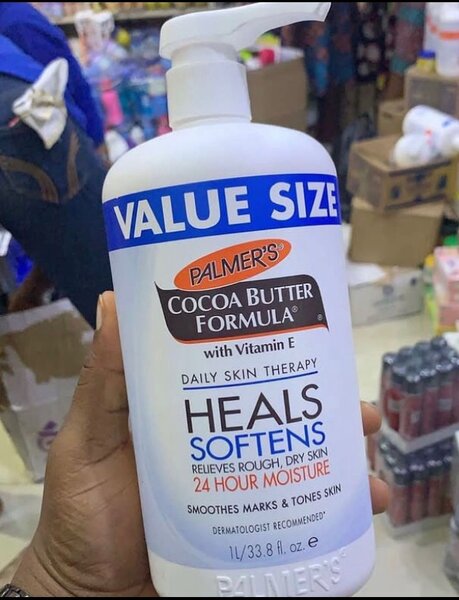 VALUE SIZE
PALMER'S®
COCOA BUTTER
FORMULA®
with Vitamin E
DAILY SKIN THERAPY
HEALS
SOFTENS
RELIEVES ROUGH, DRY SKIN
24 HOUR MOISTURE
SMOOTHES MARKS & TONES SKIN
DERMATOLOGIST RECOMMENDED*
1L/33.8 fl. oz. e
PALMER'S